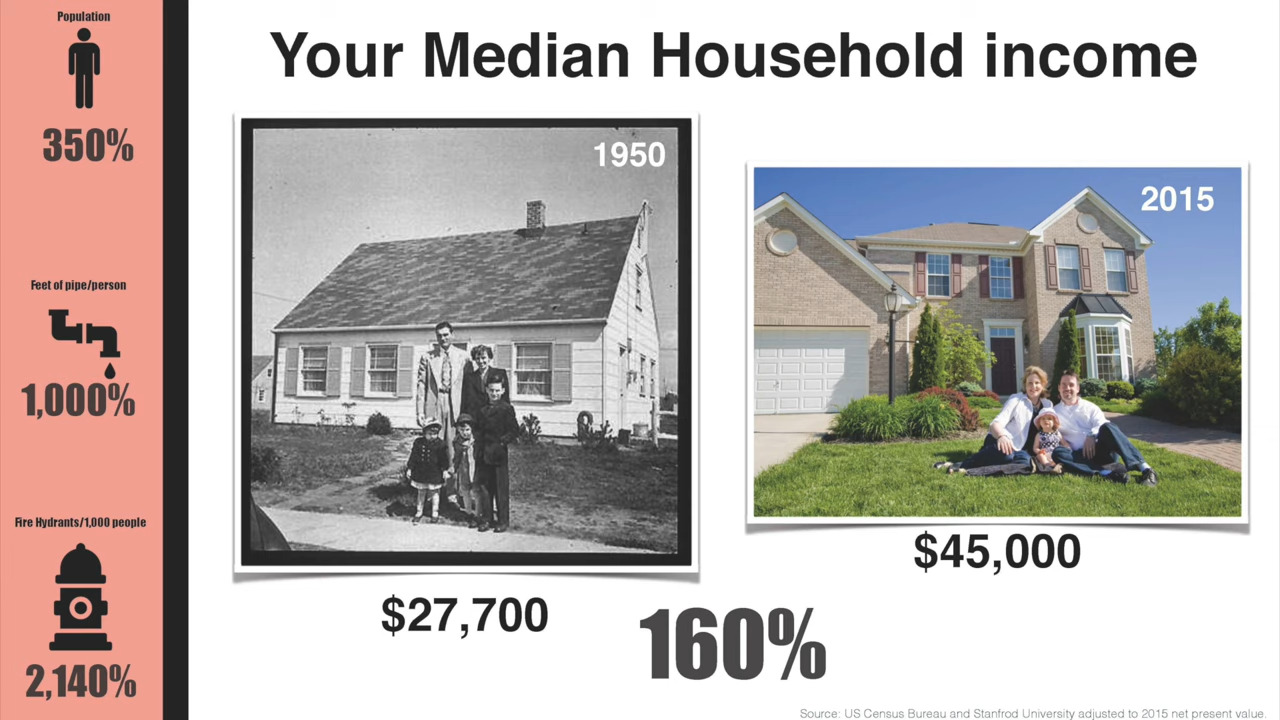 Population
350%
Feet of pipe/person
1,000%
Fire Hydrants/1,000 people
2,140%
Your Median Household income
1950
2015
$27,700
$45,000
160%
Source: US Census Bureau and Stanfrod University adjusted to 2015 net present value.